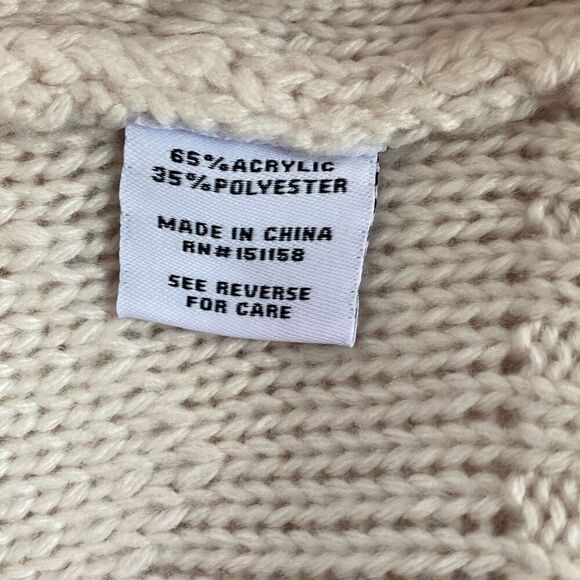 65% ACRYLIC
35% POLYESTER
MADE IN CHINA
RN# 151158
SEE REVERSE
FOR CARE